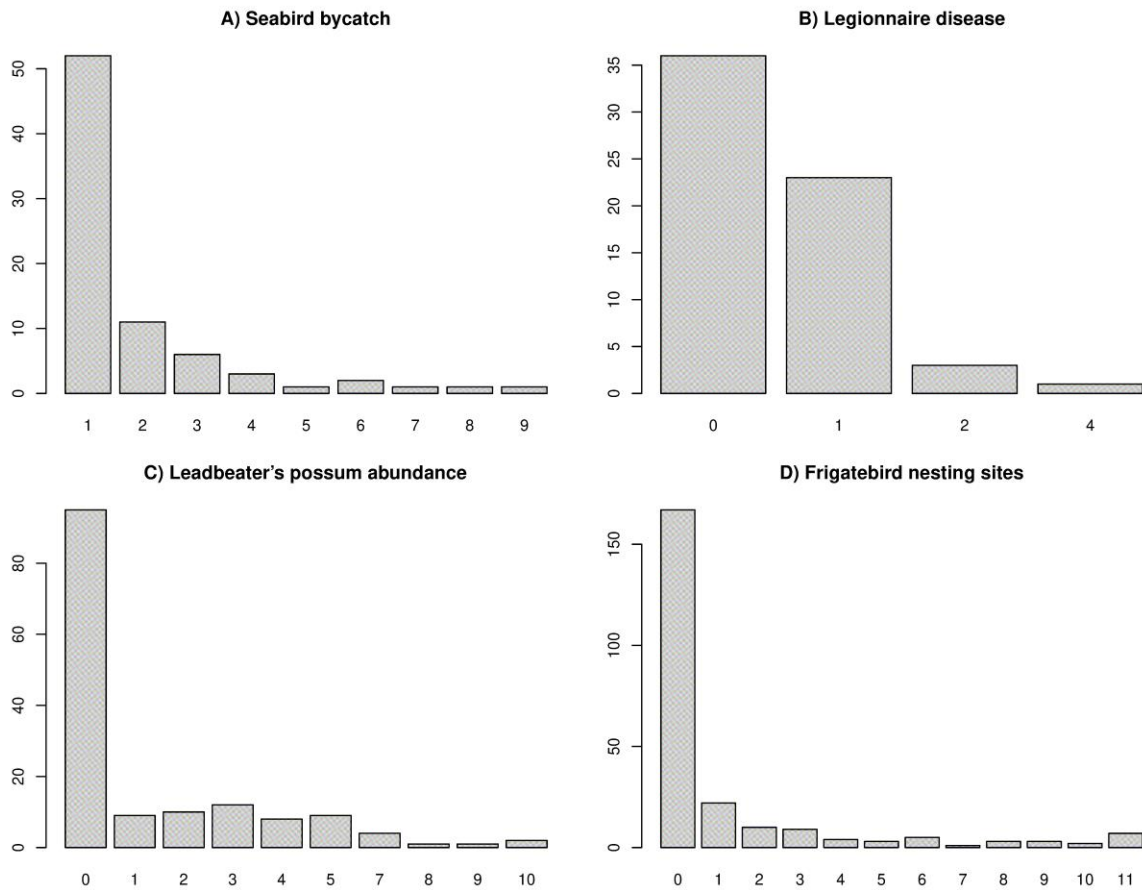 A) Seabird bycatch
50
40
30
20
10
0
1 2 3 4 5 6 7 8 9
B) Legionnaire disease
35
30
25
20
15
10
5
0
0 1 2 4
C) Leadbeater's possum abundance
80
60
40
20
0
0 1 2 3 4 5 7 8 9 10
D) Frigatebird nesting sites
150
100
50
0
0 1 2 3 4 5 6 7 8 9 10 11